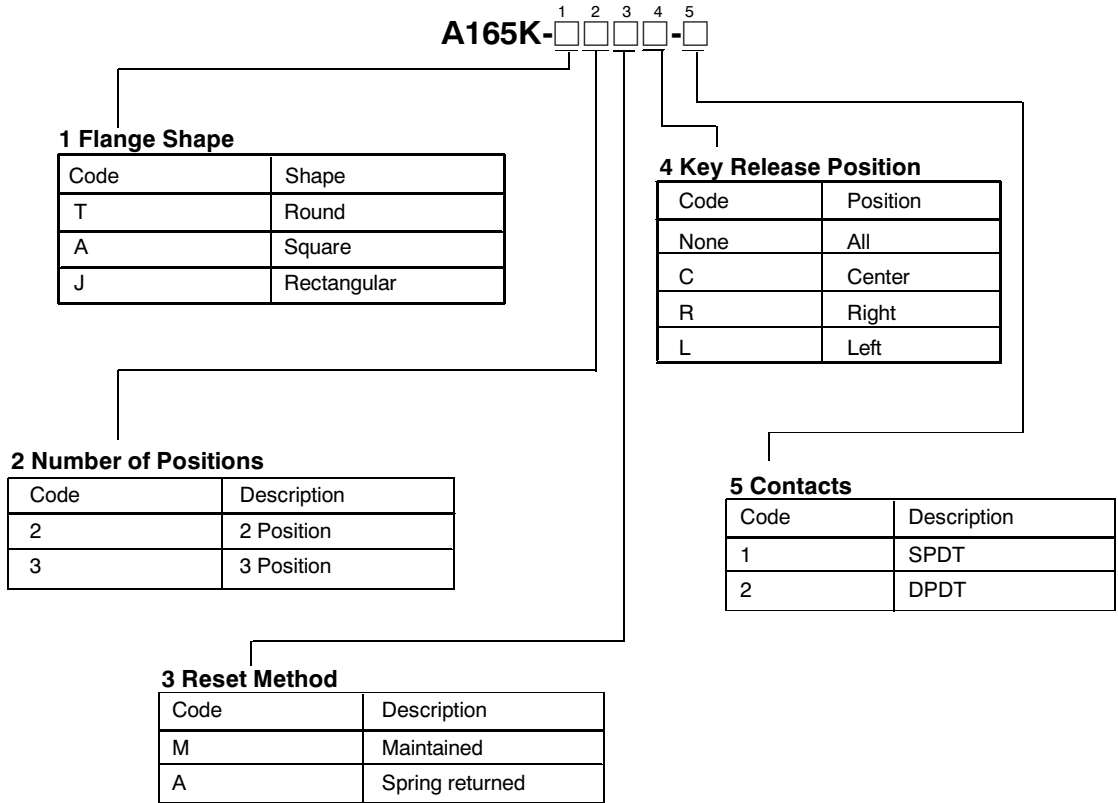 1 2 3 4 5
A165K-□□□□-□
1 Flange Shape
Code Shape
T Round
A Square
J Rectangular
4 Key Release Position
Code Position
None All
C Center
R Right
L Left
2 Number of Positions
Code Description
2 2 Position
3 3 Position
5 Contacts
Code Description
1 SPDT
2 DPDT
3 Reset Method
Code Description
M Maintained
A Spring returned